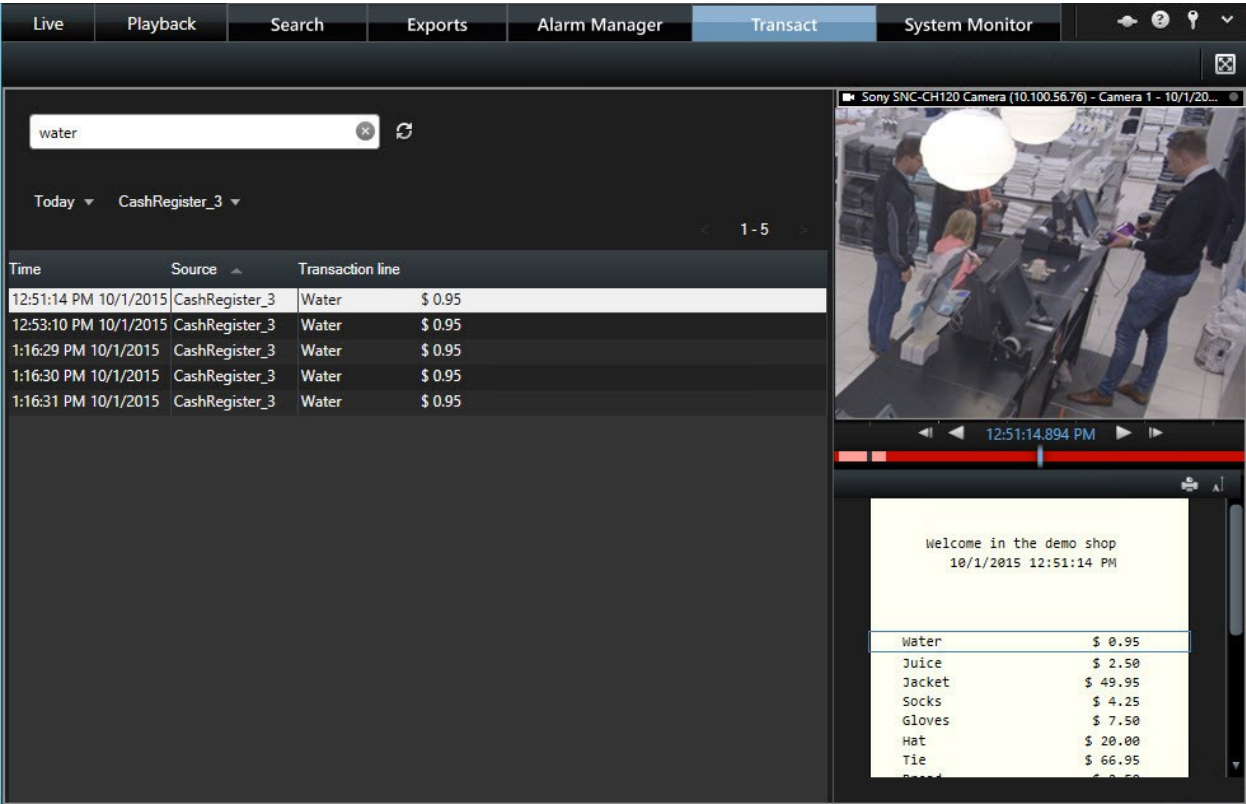 Live Playback Search Exports Alarm Manager Transact System Monitor
Sony SNC-CH120 Camera (10.100.56.76) - Camera 1 - 10/1/20...
water
Today CashRegister_3
< 1 - 5 >
Time Source Transaction line
12:51:14 PM 10/1/2015 CashRegister_3 Water $ 0.95
12:53:10 PM 10/1/2015 CashRegister_3 Water $ 0.95
1:16:29 PM 10/1/2015 CashRegister_3 Water $ 0.95
1:16:30 PM 10/1/2015 CashRegister_3 Water $ 0.95
1:16:31 PM 10/1/2015 CashRegister_3 Water $ 0.95
12:51:14.894 PM
Welcome in the demo shop
10/1/2015 12:51:14 PM
Water $ 0.95
Juice $ 2.50
Jacket $ 49.95
Socks $ 4.25
Gloves $ 7.50
Hat $ 20.00
Tie $ 66.95